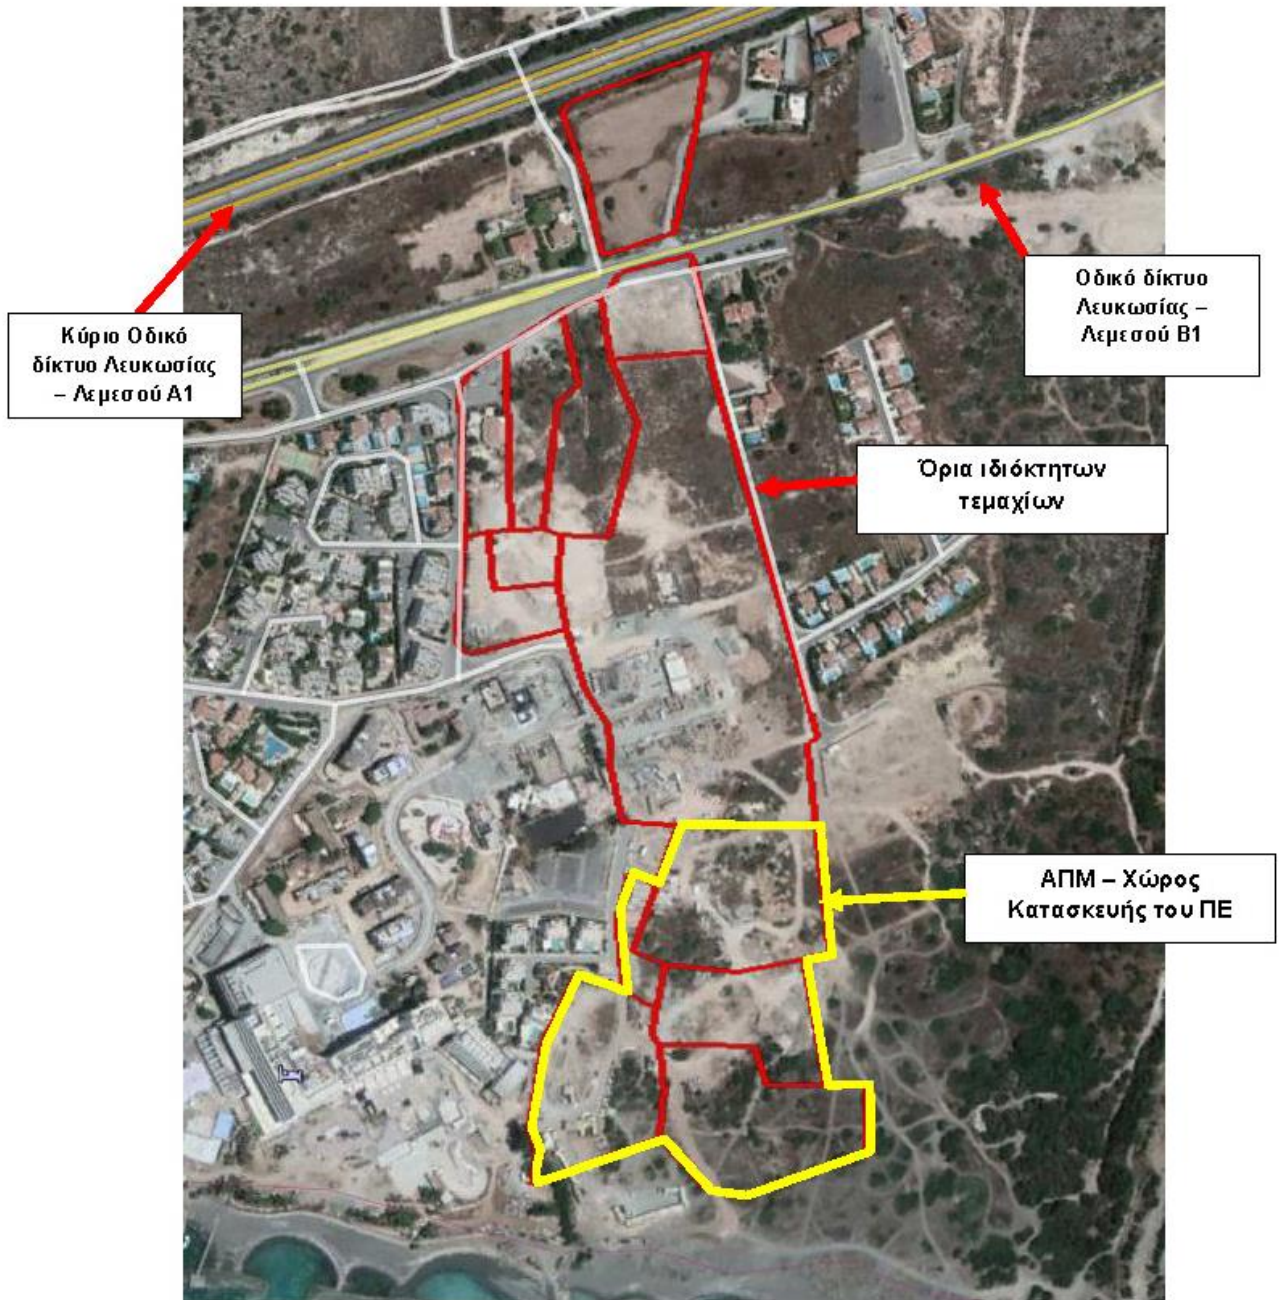 Οδικό δίκτυο
Λευκωσίας –
Λεμεσού Β1
Κύριο Οδικό
δίκτυο Λευκωσίας
– Λεμεσού Α1
Όρια ιδιόκτητων
τεμαχίων
ΑΠΜ – Χώρος
Κατασκευής του ΠΕ